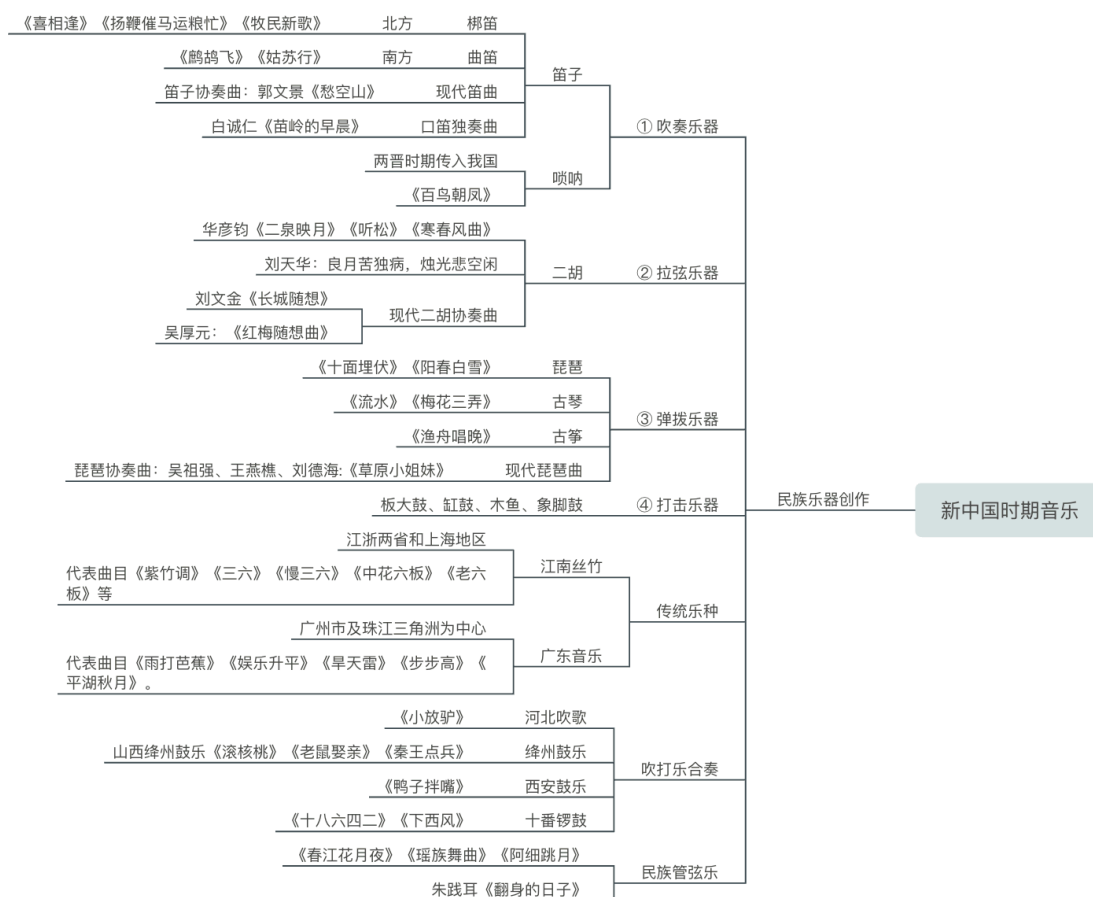 新中国时期音乐
民族乐器创作
① 吹奏乐器
笛子
梆笛
北方
《喜相逢》《扬鞭催马运粮忙》《牧民新歌》
曲笛
南方
《鹧鸪飞》《姑苏行》
现代笛曲
笛子协奏曲：郭文景《愁空山》
口笛独奏曲
白诚仁《苗岭的早晨》
唢呐
两晋时期传入我国
《百鸟朝凤》
② 拉弦乐器
二胡
华彦钧《二泉映月》《听松》《寒春风曲》
刘天华：良月苦独病，烛光悲空闲
现代二胡协奏曲
刘文金《长城随想》
吴厚元：《红梅随想曲》
③ 弹拨乐器
琵琶
《十面埋伏》《阳春白雪》
古琴
《流水》《梅花三弄》
古筝
《渔舟唱晚》
现代琵琶曲
琵琶协奏曲：吴祖强、王燕樵、刘德海:《草原小姐妹》
④ 打击乐器
板大鼓、缸鼓、木鱼、象脚鼓
传统乐种
江南丝竹
江浙两省和上海地区
代表曲目《紫竹调》《三六》《慢三六》《中花六板》《老六
板》等
广东音乐
广州市及珠江三角洲为中心
代表曲目《雨打芭蕉》《娱乐升平》《旱天雷》《步步高》《
平湖秋月》。
吹打乐合奏
河北吹歌
《小放驴》
绛州鼓乐
山西绛州鼓乐《滚核桃》《老鼠娶亲》《秦王点兵》
西安鼓乐
《鸭子拌嘴》
十番锣鼓
《十八六四二》《下西风》
民族管弦乐
《春江花月夜》《瑶族舞曲》《阿细跳月》
朱践耳《翻身的日子》